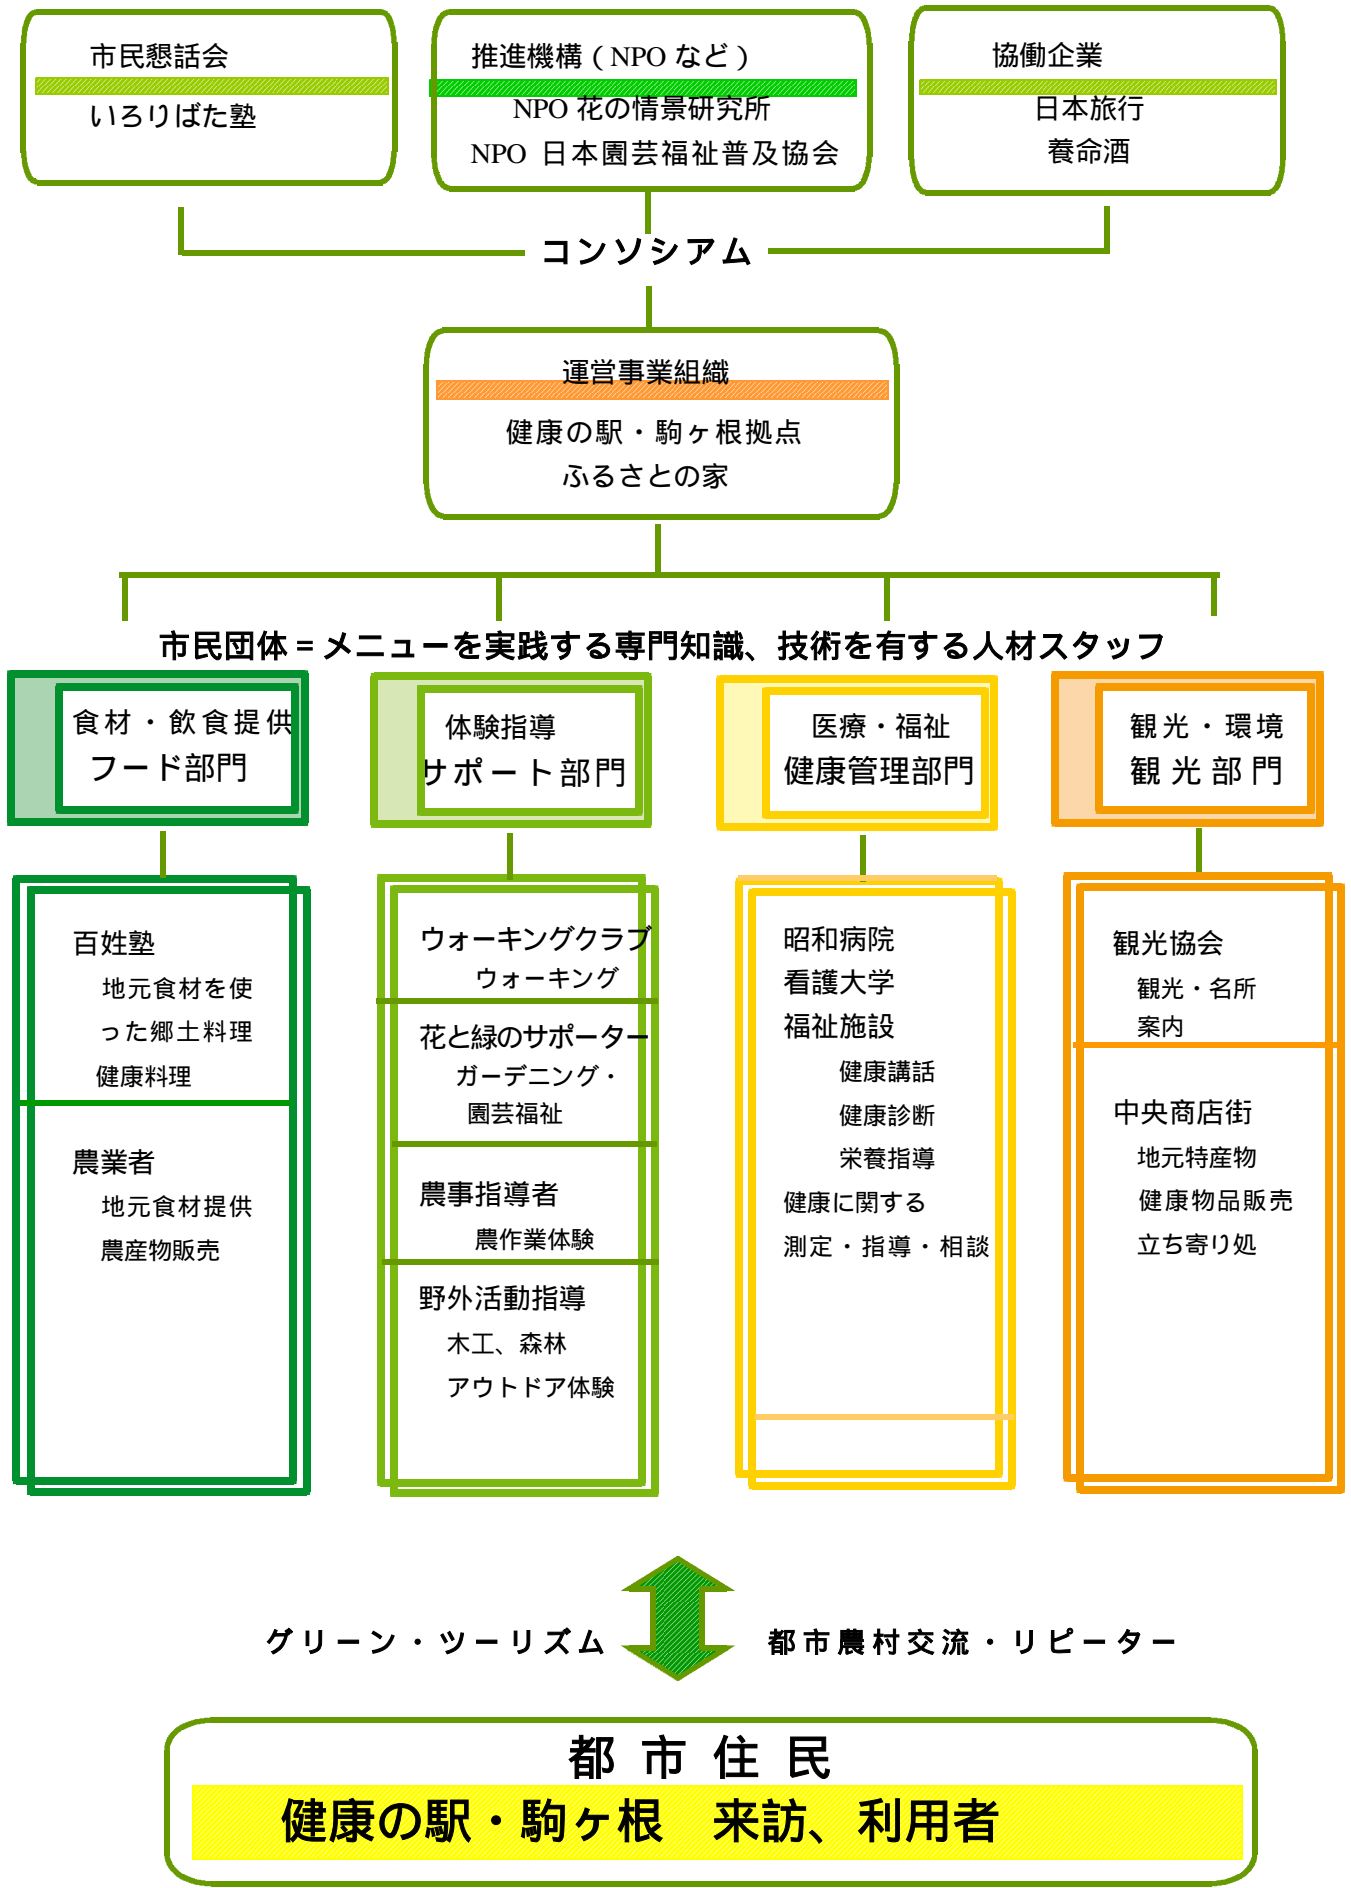 市民懇話会
いろりばた塾
推進機構（NPO など）
NPO 花の情景研究所
NPO 日本園芸福祉普及協会
協働企業
日本旅行
養命酒
コンソシアム
運営事業組織
健康の駅・駒ヶ根拠点
ふるさとの家
市民団体＝メニューを実践する専門知識、技術を有する人材スタッフ
食材・飲食提供
フード部門
体験指導
サポート部門
医療・福祉
健康管理部門
観光・環境
観光部門
百姓塾
地元食材を使
った郷土料理
健康料理
農業者
地元食材提供
農産物販売
ウォーキングクラブ
ウォーキング
花と緑のサポーター
ガーデニング・
園芸福祉
農事指導者
農作業体験
野外活動指導
木工、森林
アウトドア体験
昭和病院
看護大学
福祉施設
健康講話
健康診断
栄養指導
健康に関する
測定・指導・相談
観光協会
観光・名所
案内
中央商店街
地元特産物
健康物品販売
立ち寄り処
グリーン・ツーリズム
都市農村交流・リピーター
都市住民
健康の駅・駒ヶ根　来訪、利用者